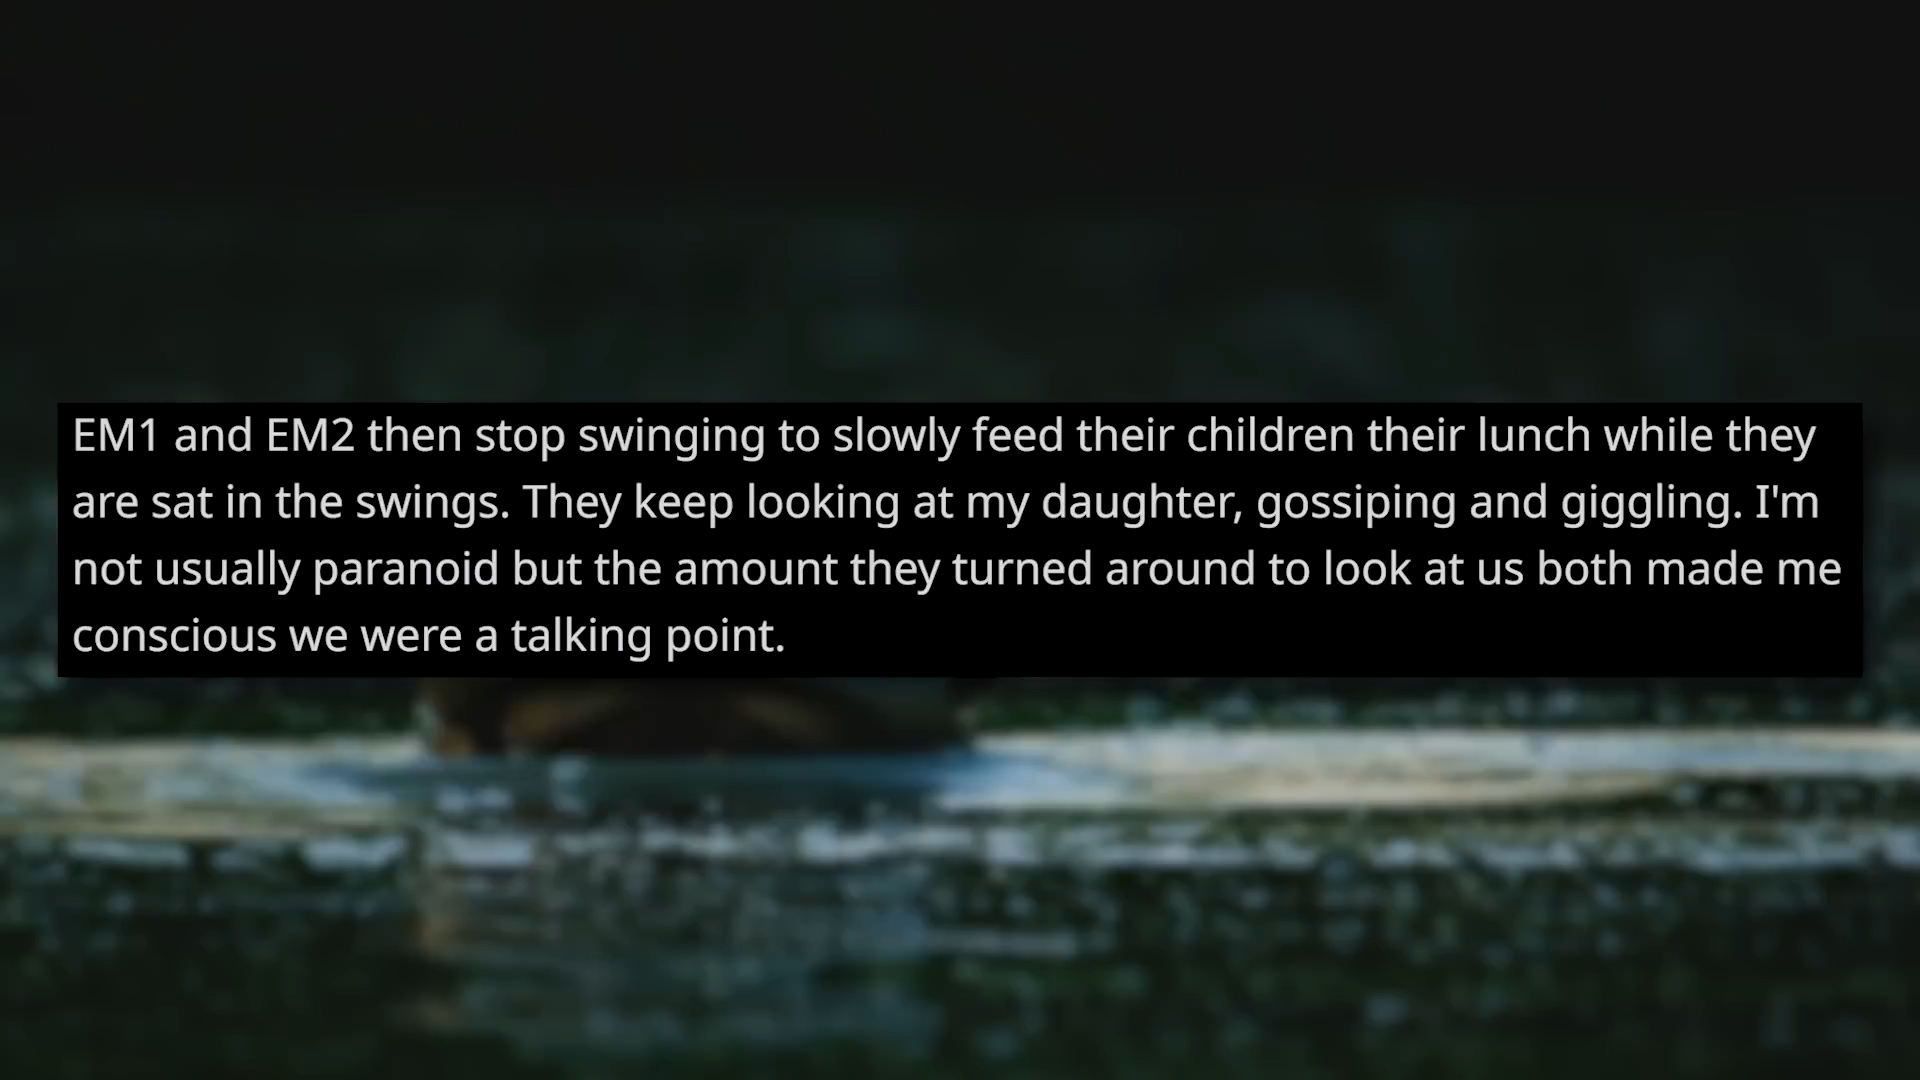 EM1 and EM2 then stop swinging to slowly feed their children their lunch while they
are sat in the swings. They keep looking at my daughter, gossiping and giggling. I'm
not usually paranoid but the amount they turned around to look at us both made me
conscious we were a talking point.